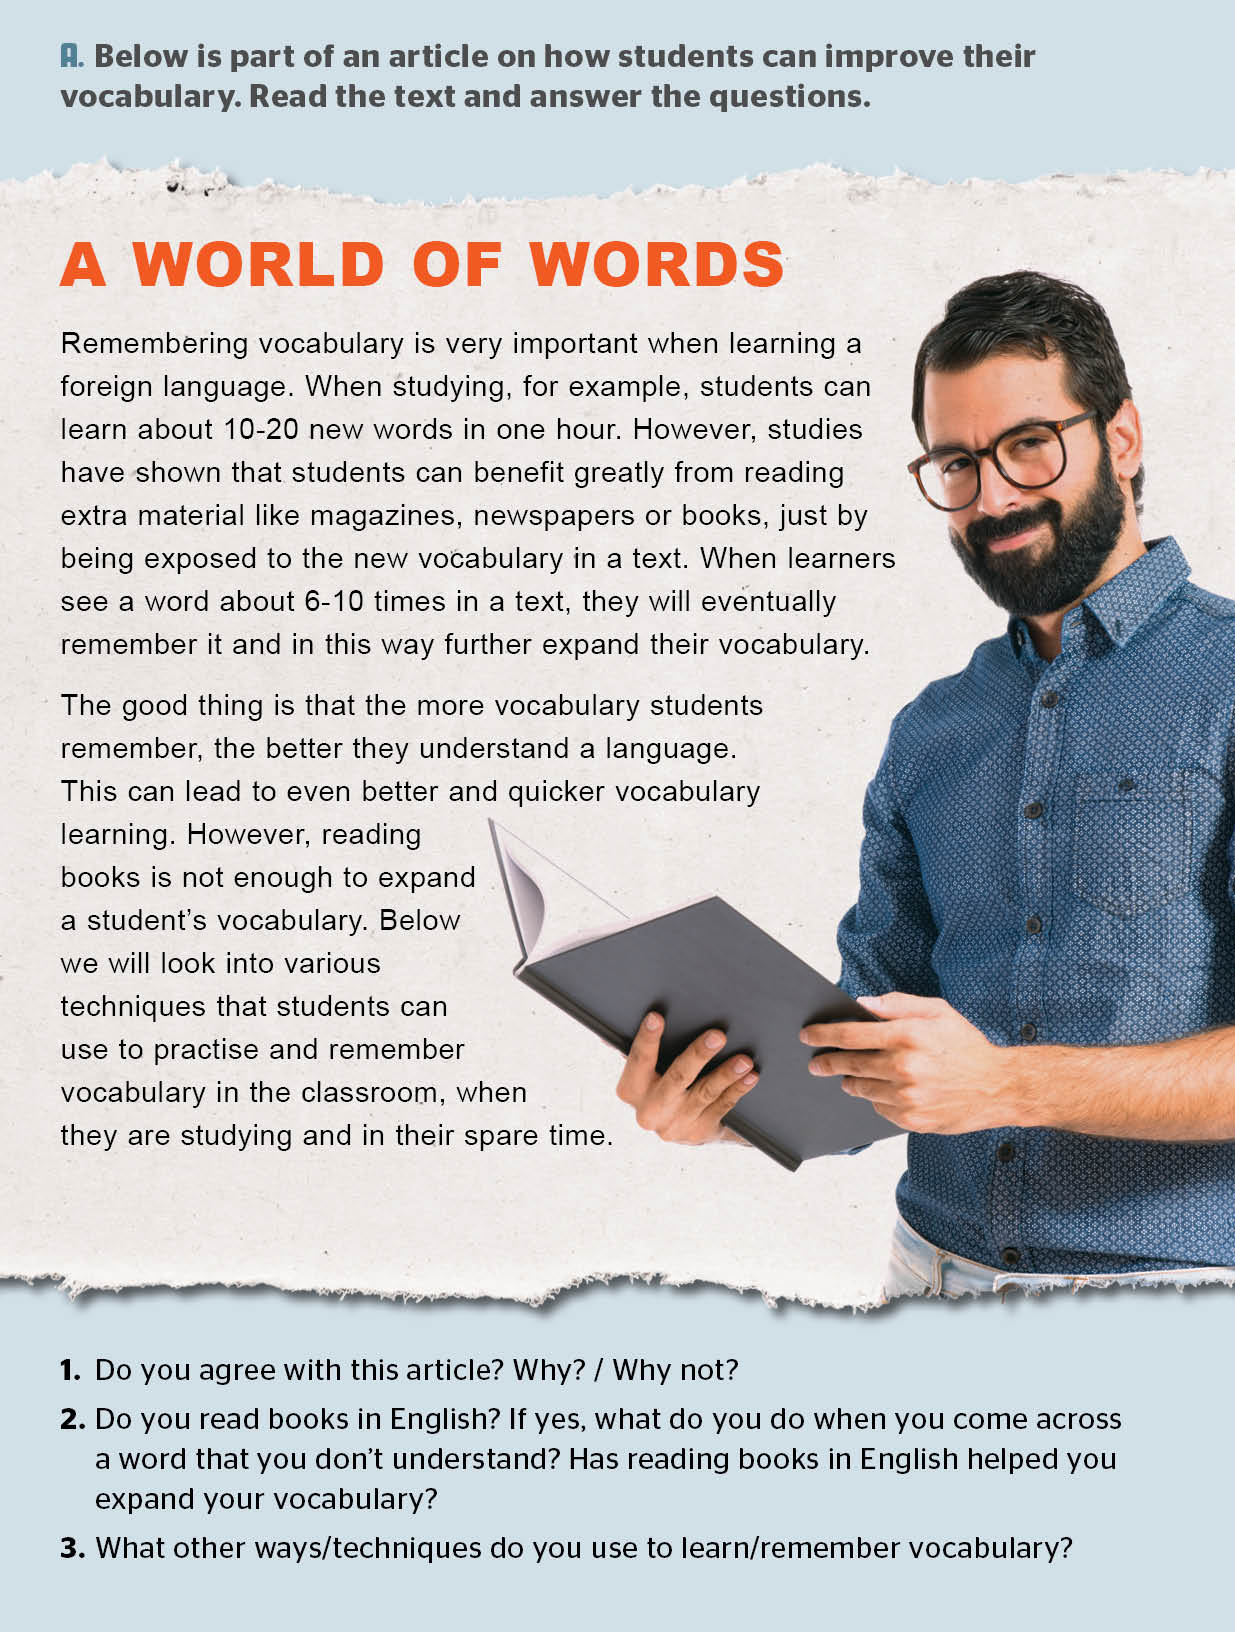 A. Below is part of an article on how students can improve their
vocabulary. Read the text and answer the questions.
A WORLD OF WORDS
Remembering vocabulary is very important when learning a
foreign language. When studying, for example, students can
learn about 10-20 new words in one hour. However, studies
have shown that students can benefit greatly from reading
extra material like magazines, newspapers or books, just by
being exposed to the new vocabulary in a text. When learners
see a word about 6-10 times in a text, they will eventually
remember it and in this way further expand their vocabulary.
The good thing is that the more vocabulary students
remember, the better they understand a language.
This can lead to even better and quicker vocabulary
learning. However, reading
books is not enough to expand
a student's vocabulary. Below
we will look into various
techniques that students can
use to practise and remember
vocabulary in the classroom, when
they are studying and in their spare time.
1. Do you agree with this article? Why? / Why not?
2. Do you read books in English? If yes, what do you do when you come across
a word that you don't understand? Has reading books in English helped you
expand your vocabulary?
3. What other ways/techniques do you use to learn/remember vocabulary?